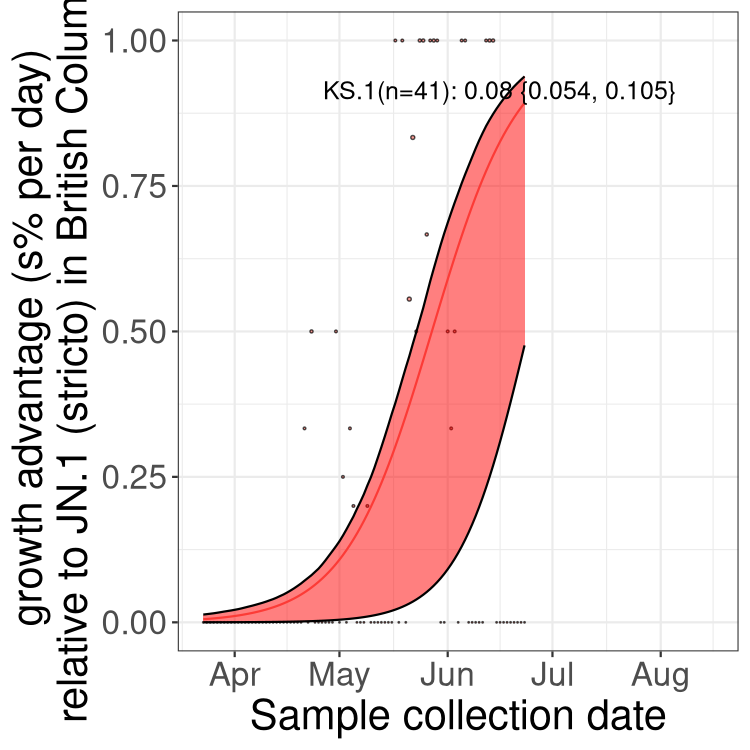 growth advantage (s% per day)
relative to JN.1 (stricto) in British Colum
1.00
0.75
0.50
0.25
0.00
KS.1(n=41): 0.08 {0.054, 0.105}
Apr May Jun Jul Aug
Sample collection date